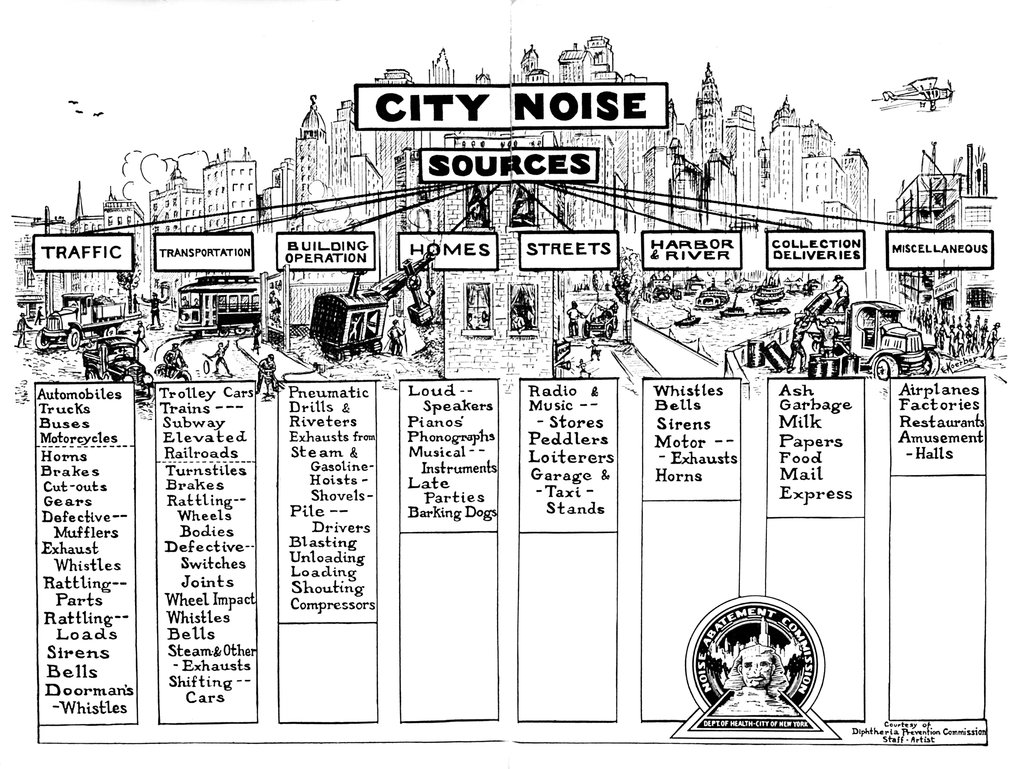 CITY NOISE
SOURCES
TRAFFIC
TRANSPORTATION
BUILDING
OPERATION
HOMES
STREETS
HARBOR
& RIVER
COLLECTION
DELIVERIES
MISCELLANEOUS
Automobiles
Trucks
Buses
Motorcycles
Horns
Brakes
Cut-outs
Gears
Defective--
Mufflers
Exhaust
Whistles
Rattling--
Parts
Rattling--
Loads
Sirens
Bells
Doorman's
-Whistles
Trolley Cars
Trains ---
Subway
Elevated
Railroads
Turnstiles
Brakes
Rattling--
Wheels
Bodies
Defective--
Switches
Joints
Wheel Impact
Whistles
Bells
Steam & Other
- Exhausts
Shifting --
Cars
Pneumatic
Drills &
Riveters
Exhausts from
Steam &
Gasoline-
Hoists -
Shovels-
Pile --
Drivers
Blasting
Unloading
Loading
Shouting
Compressors
Loud --
Speakers
Pianos
Phonographs
Musical --
Instruments
Late
Parties
Barking Dogs
Radio &
Music --
- Stores
Peddlers
Loiterers
Garage &
-Taxi -
Stands
Whistles
Bells
Sirens
Motor --
- Exhausts
Horns
Ash
Garbage
Milk
Papers
Food
Mail
Express
Airplanes
Factories
Restaurants
Amusement
- Halls
NOISE ABATEMENT COMMISSION
DEPT. OF HEALTH-CITY OF NEW YORK
Courtesy of
Diphtheria Prevention Commission
Staff - Artist